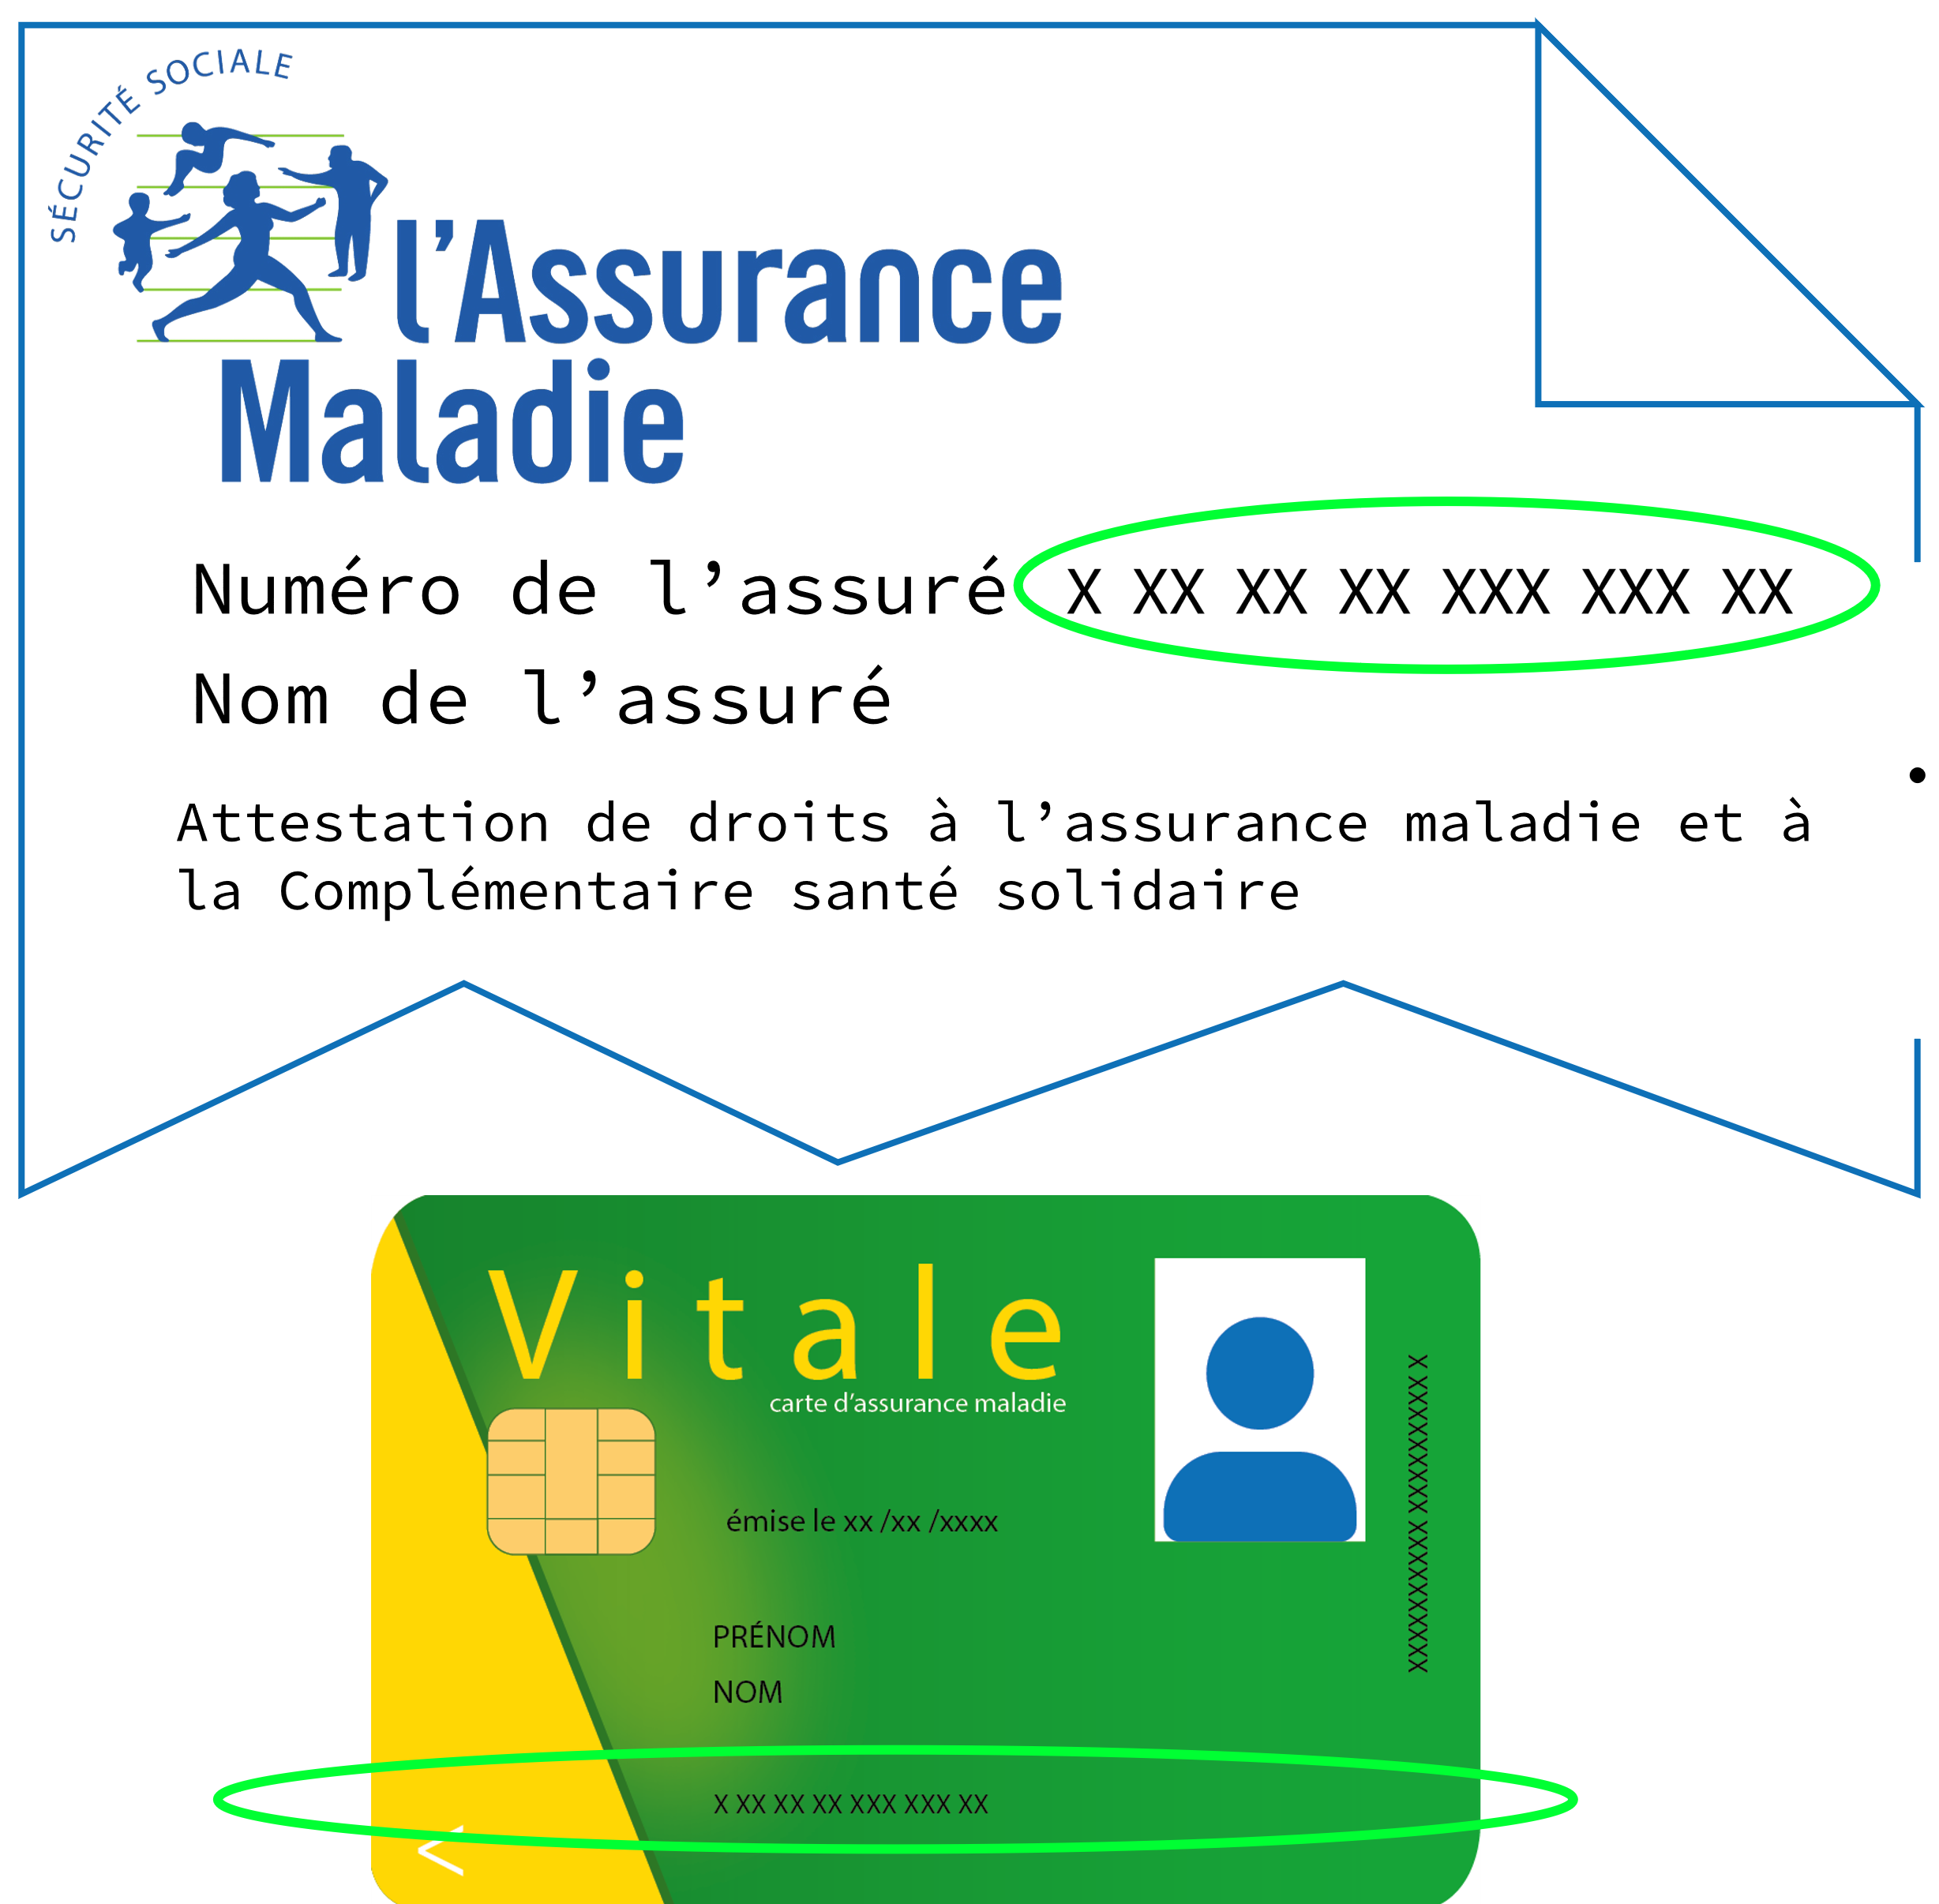 SÉCURITÉ SOCIALE
l'Assurance
Maladie
Numéro de l’assuré X XX XX XX XXX XXX XX
Nom de l’assuré
Attestation de droits à l’assurance maladie et à
la Complémentaire santé solidaire
Vitale
carte d’assurance maladie
émise le xx /xx /xxxx
PRÉNOM
NOM
X XX XX XX XXX XXX XX
XXXXXXXXXX XXXXXXXXX X